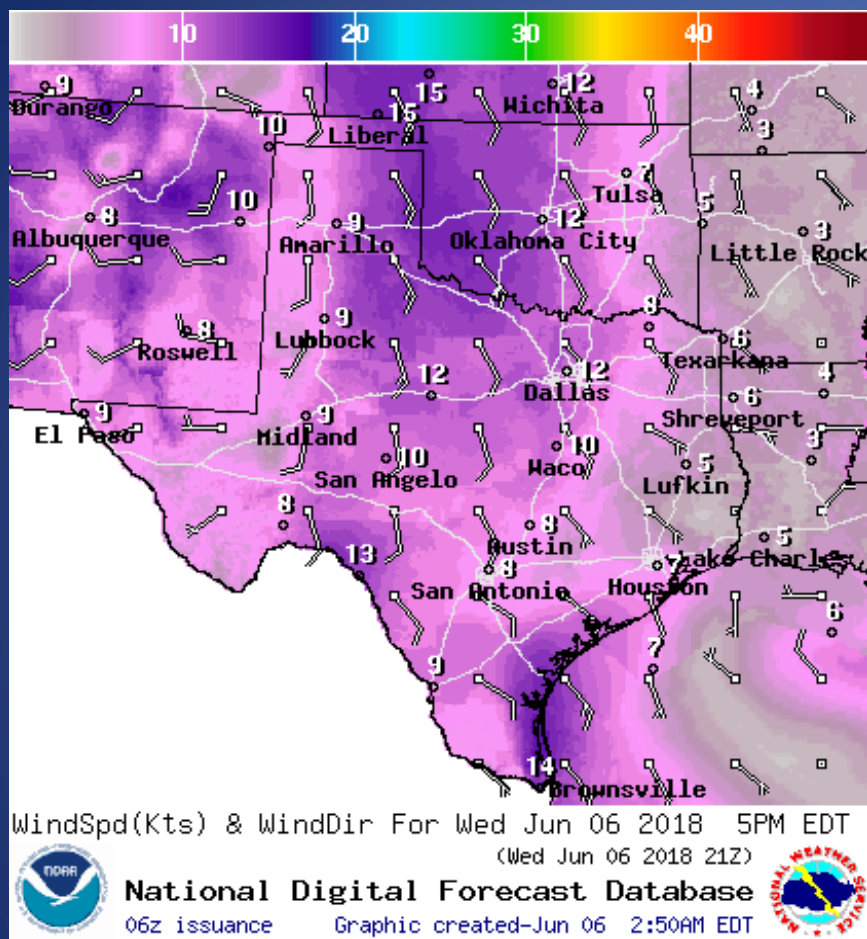 10 20 30 40
9 15 12 4
Durango Wichita
15 3
Liberal
10
7
Tulsa
8 10 9 12 5 3
Albuquerque Amarillo Oklahoma City Little Rock
8 9 8 6
Roswell Lubbock Texarkana
12 12 6 4
Dallas
9 9 Shreveport
El Paso Midland 10 10 5 3
San Angelo Waco Lufkin
8 8 5
Austin
13 8 7 Lake Charles
San Antonio Houston
6
9 7
14 Brownsville
WindSpd(Kts) & WindDir For Wed Jun 06 2018 5PM EDT
(Wed Jun 06 2018 21Z)
NOAA
National Digital Forecast Database
06z issuance Graphic created-Jun 06 2:50AM EDT
NATIONAL WEATHER SERVICE